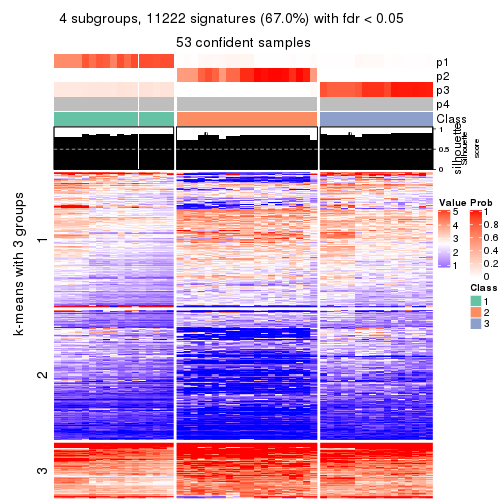 4 subgroups, 11222 signatures (67.0%) with fdr < 0.05
53 confident samples
p1
p2
p3
p4
Class
silhouette
1
0.5
0
Silhouette
score
k-means with 3 groups
1
2
3
Value
5
4
3
2
1
Prob
1
0.8
0.6
0.4
0.2
0
Class
1
2
3